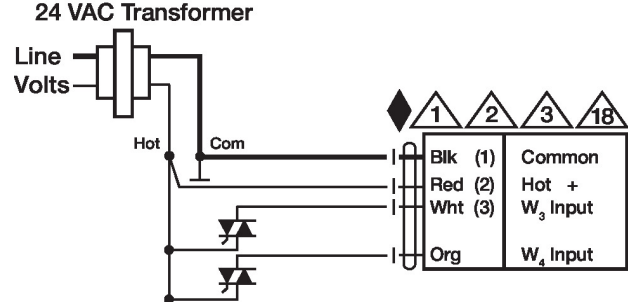 24 VAC Transformer
Line
Volts
Hot
Com
1 2 3 18
Blk (1) Common
Red (2) Hot +
Wht (3) W₃ Input
Org W₄ Input